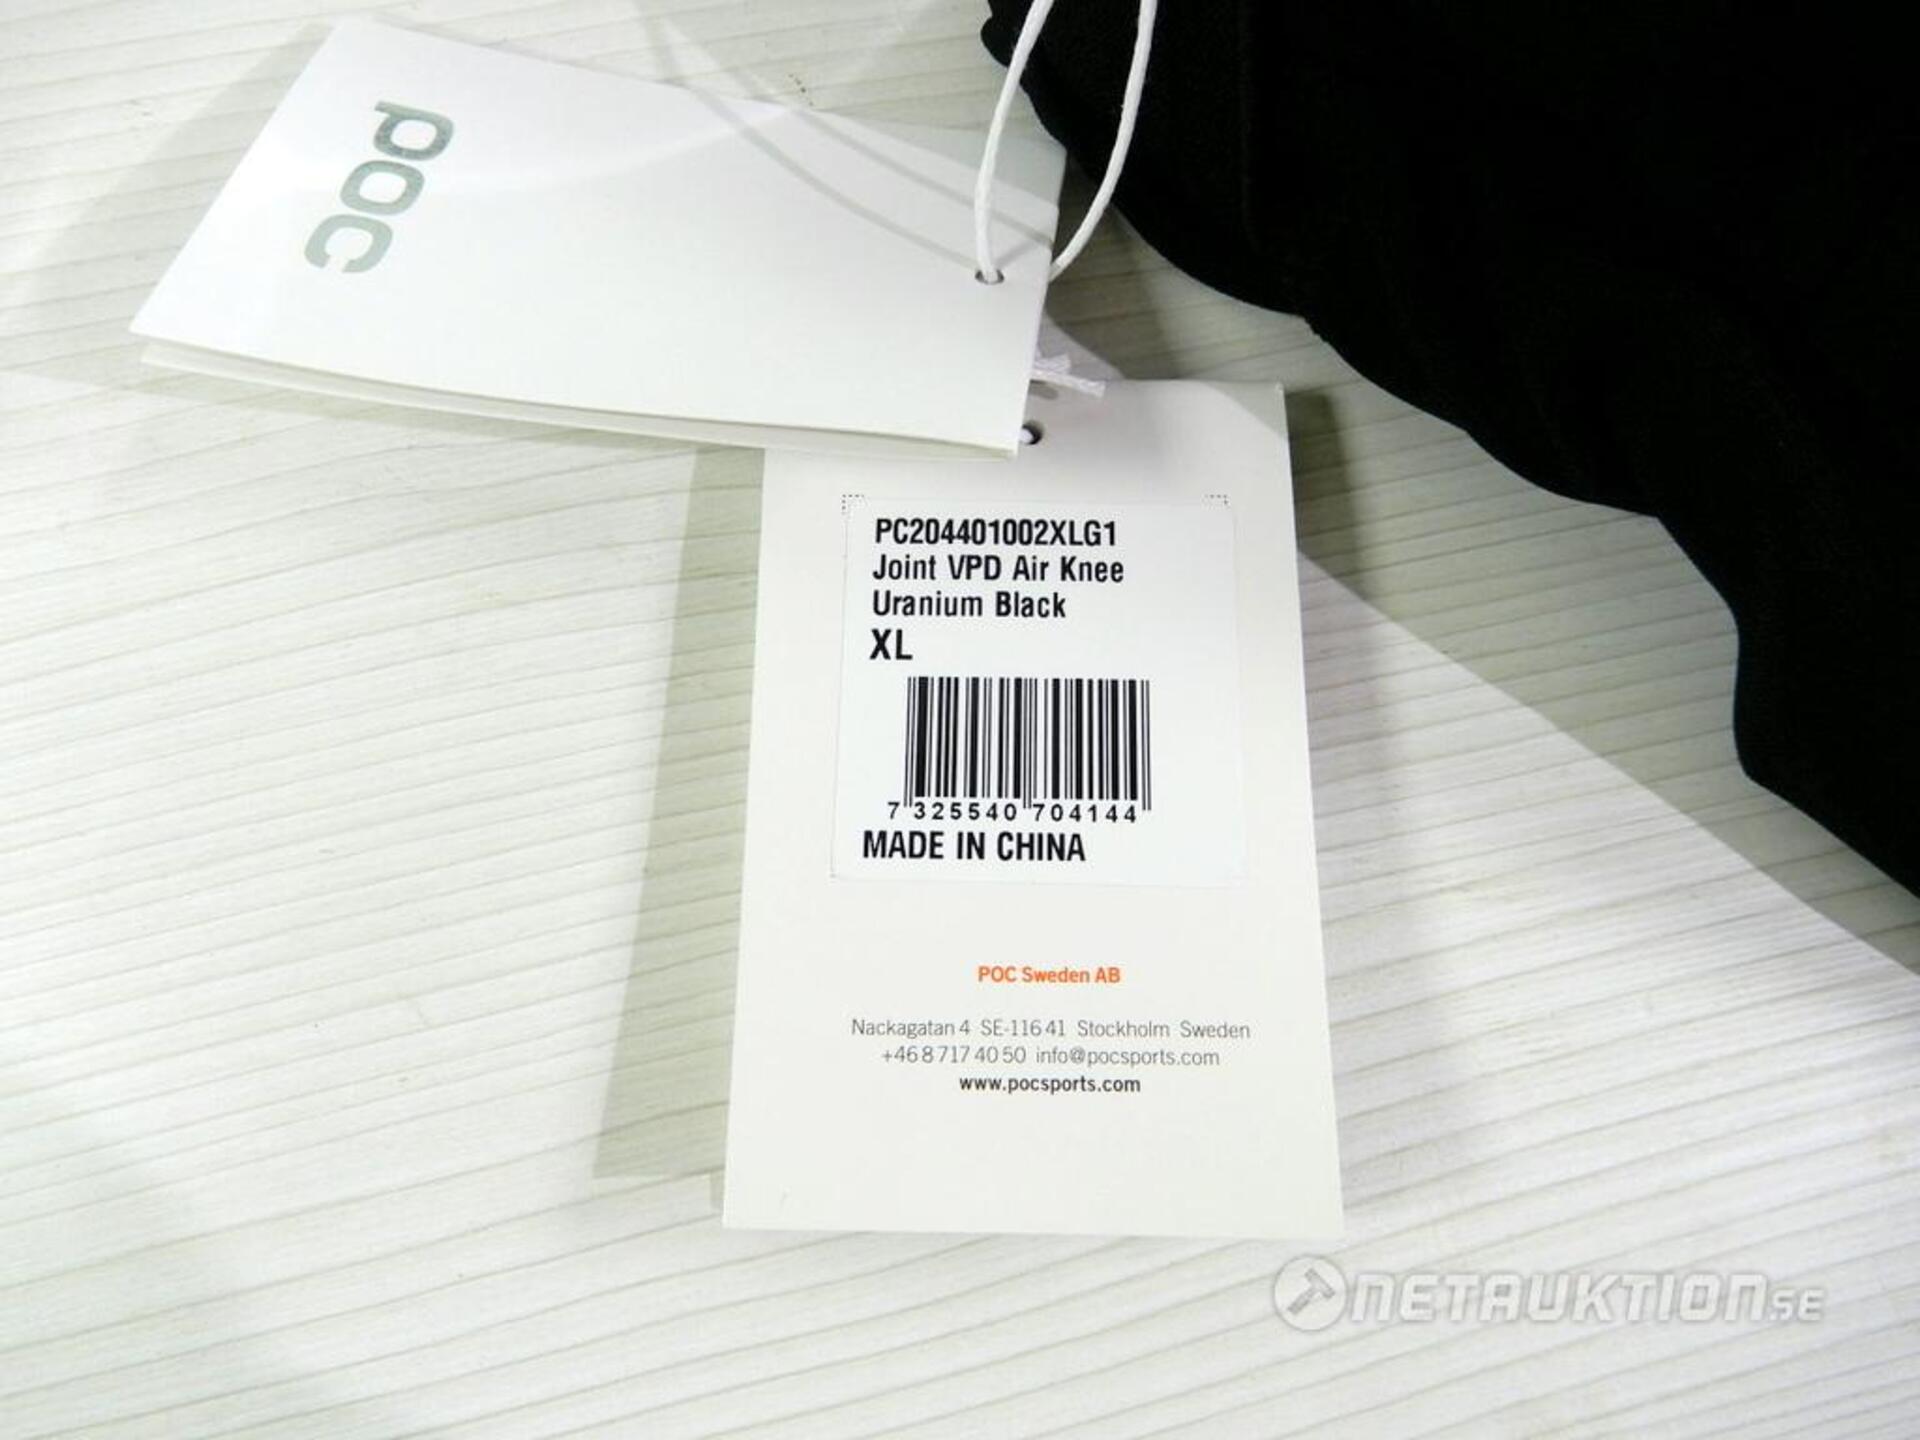 poc
PC204401002XLG1
Joint VPD Air Knee
Uranium Black
XL
7 325540 704144
MADE IN CHINA
POC Sweden AB
Nackagatan 4 SE-116 41 Stockholm Sweden
+46 8 717 40 50 info@pocsports.com
www.pocsports.com
NETAUKTION.SE